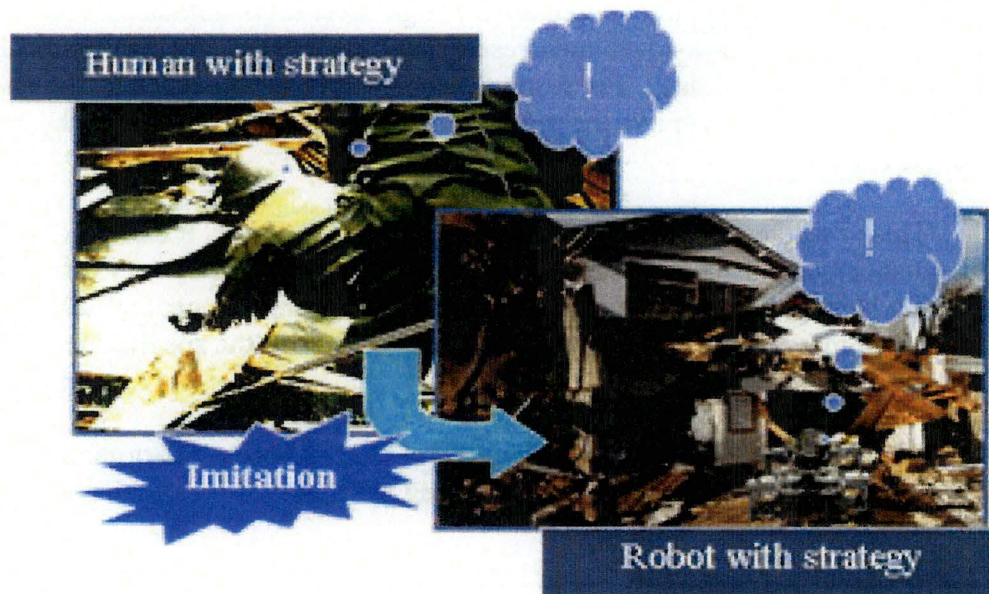 Human with strategy
!
!
Imitation
Robot with strategy